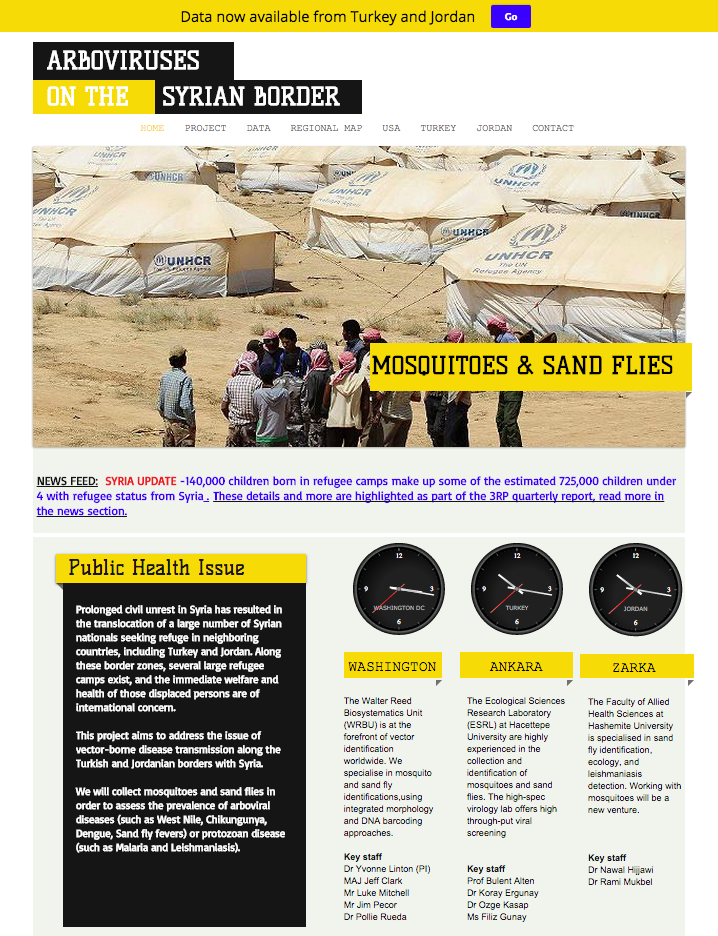 Data now available from Turkey and Jordan
Go
ARBOVIRUSES
ON THE SYRIAN BORDER
HOME PROJECT DATA REGIONAL MAP USA TURKEY JORDAN CONTACT
UNHCR
UNHCR
UNHCR
The UN
Refugee Agency
UNHCR
UNHCR
UNHCR
The UN Refugee Agency
UNHCR
The UN
Refugee Agency
MOSQUITOES & SAND FLIES
NEWS FEED: SYRIA UPDATE -140,000 children born in refugee camps make up some of the estimated 725,000 children under
4 with refugee status from Syria . These details and more are highlighted as part of the 3RP quarterly report, read more in
the news section.
Public Health Issue
Prolonged civil unrest in Syria has resulted in
the translocation of a large number of Syrian
nationals seeking refuge in neighboring
countries, including Turkey and Jordan. Along
these border zones, several large refugee
camps exist, and the immediate welfare and
health of those displaced persons are of
international concern.
This project aims to address the issue of
vector-borne disease transmission along the
Turkish and Jordanian borders with Syria.
We will collect mosquitoes and sand flies in
order to assess the prevalence of arboviral
diseases (such as West Nile, Chikungunya,
Dengue, Sand fly fevers) or protozoan disease
(such as Malaria and Leishmaniasis).
12
9 3
WASHINGTON DC
6
WASHINGTON
The Walter Reed
Biosystematics Unit
(WRBU) is at the
forefront of vector
identification
worldwide. We
specialise in mosquito
and sand fly
identifications,using
integrated morphology
and DNA barcoding
approaches.
Key staff
Dr Yvonne Linton (PI)
MAJ Jeff Clark
Mr Luke Mitchell
Mr Jim Pecor
Dr Pollie Rueda
12
9 3
TURKEY
6
ANKARA
The Ecological Sciences
Research Laboratory
(ESRL) at Hacettepe
University are highly
experienced in the
collection and
identification of
mosquitoes and sand
flies. The high-spec
virology lab offers high
through-put viral
screening
Key staff
Prof Bulent Alten
Dr Koray Ergunay
Dr Ozge Kasap
Ms Filiz Gunay
12
9 3
JORDAN
6
ZARKA
The Faculty of Allied
Health Sciences at
Hashemite University
is specialised in sand
fly identification,
ecology, and
leishmaniasis
detection. Working with
mosquitoes will be a
new venture.
Key staff
Dr Nawal Hijjawi
Dr Rami Mukbel